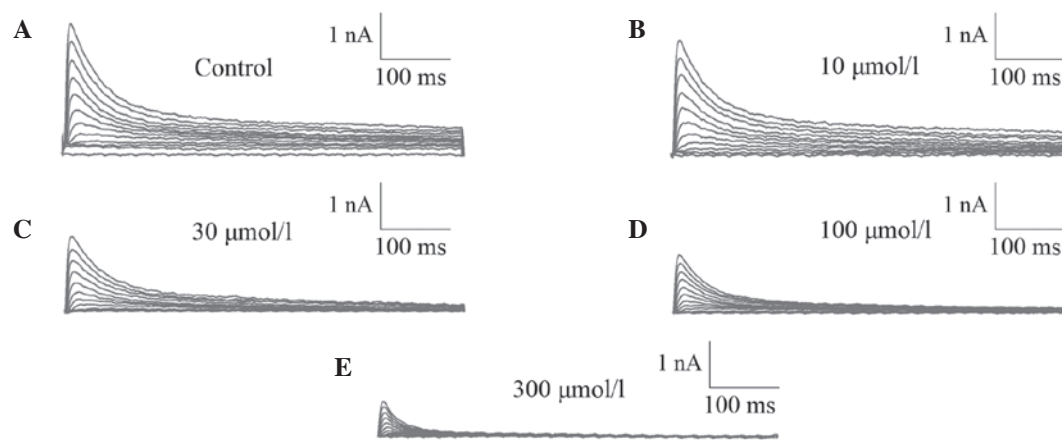 A
Control
1 nA
100 ms
B
10 μmol/l
1 nA
100 ms
C
30 μmol/l
1 nA
100 ms
D
100 μmol/l
1 nA
100 ms
E
300 μmol/l
1 nA
100 ms